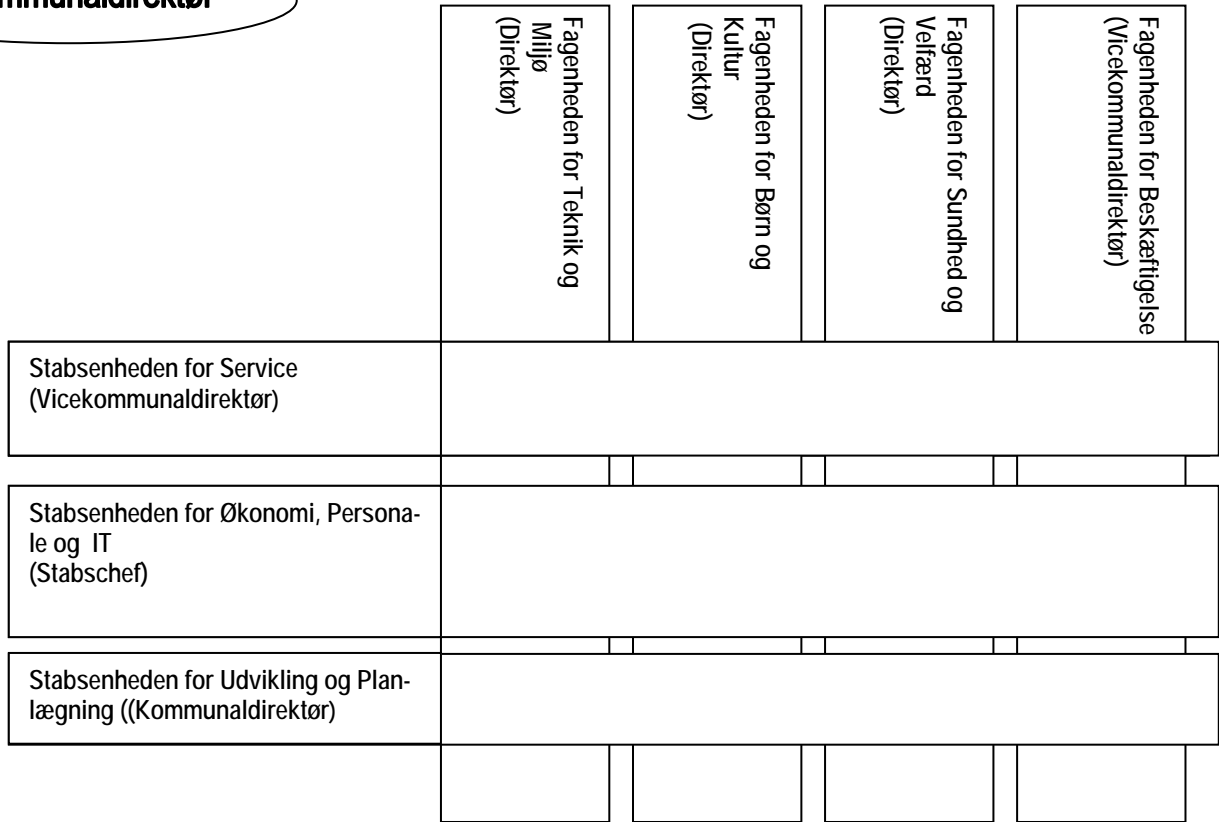 Fagenheden for Teknik og
Miljø
(Direktør)
Fagenheden for Børn og
Kultur
(Direktør)
Fagenheden for Sundhed og
Velfærd
(Direktør)
Fagenheden for Beskæftigelse
(Vicekommunaldirektør)
Stabsenheden for Service
(Vicekommunaldirektør)
Stabsenheden for Økonomi, Persona-
le og IT
(Stabschef)
Stabsenheden for Udvikling og Plan-
lægning ((Kommunaldirektør)